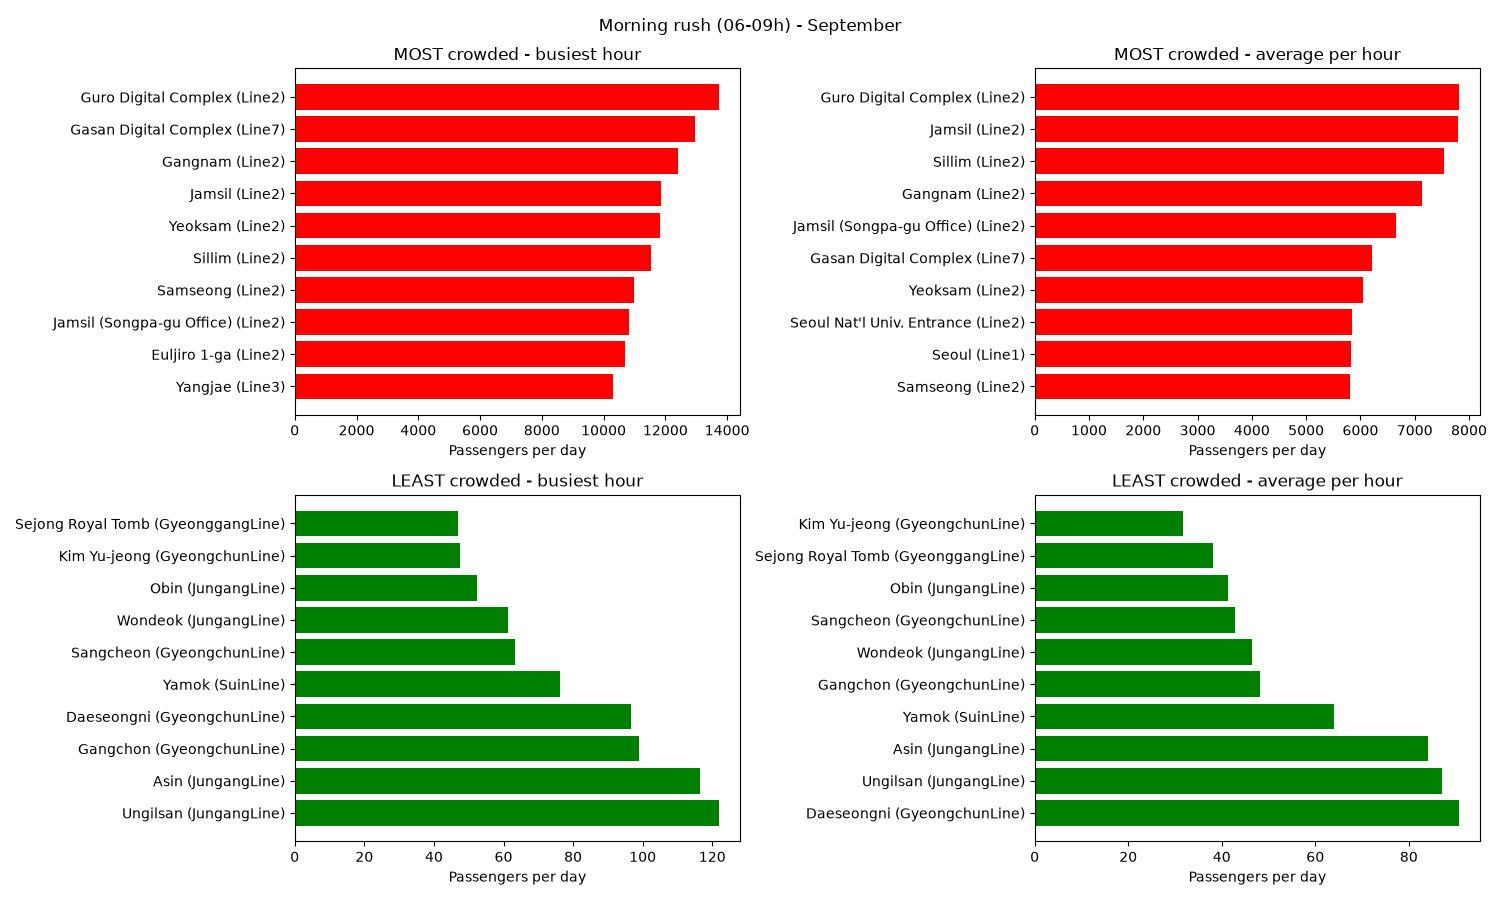 Morning rush (06-09h) - September
MOST crowded - busiest hour
Guro Digital Complex (Line2)
Gasan Digital Complex (Line7)
Gangnam (Line2)
Jamsil (Line2)
Yeoksam (Line2)
Sillim (Line2)
Samseong (Line2)
Jamsil (Songpa-gu Office) (Line2)
Euljiro 1-ga (Line2)
Yangjae (Line3)
0 2000 4000 6000 8000 10000 12000 14000
Passengers per day
MOST crowded - average per hour
Guro Digital Complex (Line2)
Jamsil (Line2)
Sillim (Line2)
Gangnam (Line2)
Jamsil (Songpa-gu Office) (Line2)
Gasan Digital Complex (Line7)
Yeoksam (Line2)
Seoul Nat'l Univ. Entrance (Line2)
Seoul (Line1)
Samseong (Line2)
0 1000 2000 3000 4000 5000 6000 7000 8000
Passengers per day
LEAST crowded - busiest hour
Sejong Royal Tomb (GyeonggangLine)
Kim Yu-jeong (GyeongchunLine)
Obin (JungangLine)
Wondeok (JungangLine)
Sangcheon (GyeongchunLine)
Yamok (SuinLine)
Daeseongni (GyeongchunLine)
Gangchon (GyeongchunLine)
Asin (JungangLine)
Ungilsan (JungangLine)
0 20 40 60 80 100 120
Passengers per day
LEAST crowded - average per hour
Kim Yu-jeong (GyeongchunLine)
Sejong Royal Tomb (GyeonggangLine)
Obin (JungangLine)
Sangcheon (GyeongchunLine)
Wondeok (JungangLine)
Gangchon (GyeongchunLine)
Yamok (SuinLine)
Asin (JungangLine)
Ungilsan (JungangLine)
Daeseongni (GyeongchunLine)
0 20 40 60 80
Passengers per day